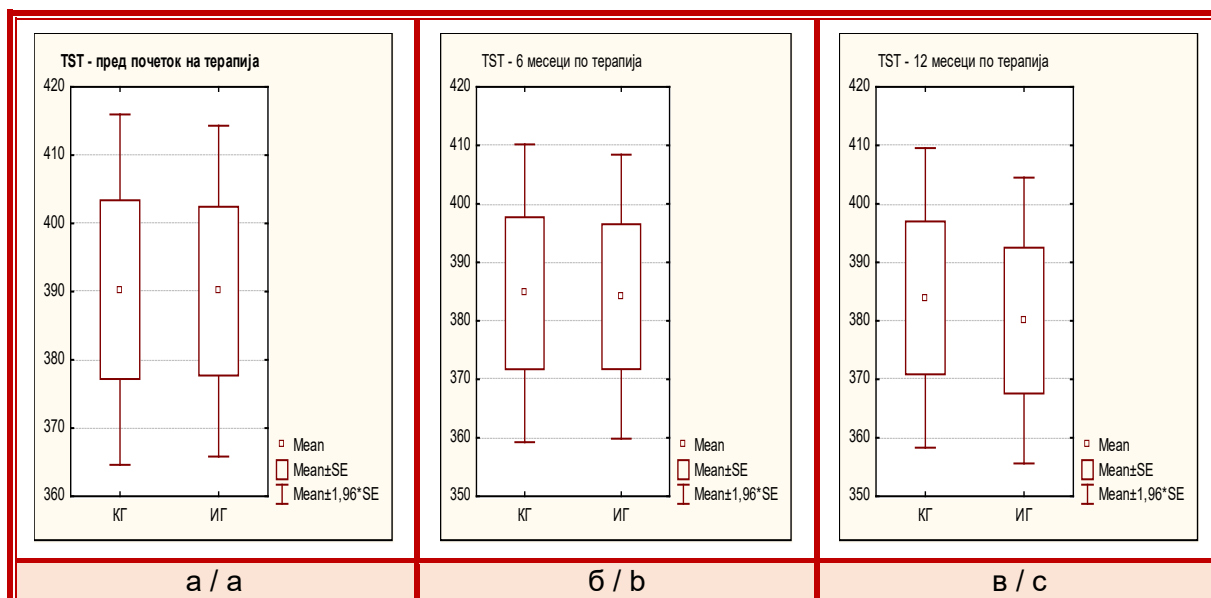 TST - пред почеток на терапија
420
410
400
390
380
370
360
КГ
ИГ
Mean
Mean±SE
Mean±1,96*SE
а / a
TST - 6 месеци по терапија
420
410
400
390
380
370
360
350
КГ
ИГ
Mean
Mean±SE
Mean±1,96*SE
б / b
TST - 12 месеци по терапија
420
410
400
390
380
370
360
350
КГ
ИГ
Mean
Mean±SE
Mean±1,96*SE
в / c